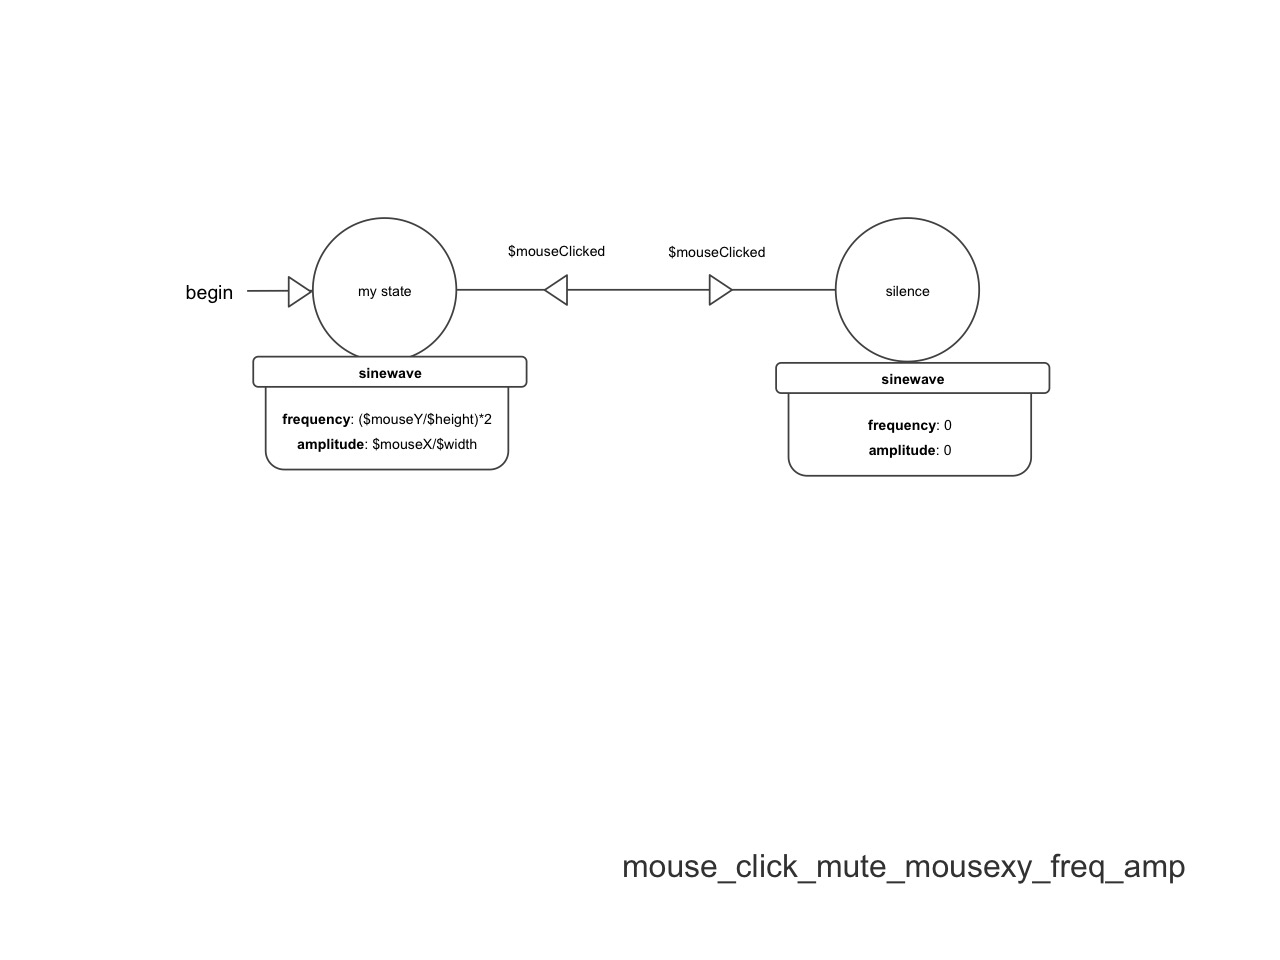 $mouseClicked
$mouseClicked
begin
my state
silence
sinewave
frequency: ($mouseY/$height)*2
amplitude: $mouseX/$width
sinewave
frequency: 0
amplitude: 0
mouse_click_mute_mousexy_freq_amp